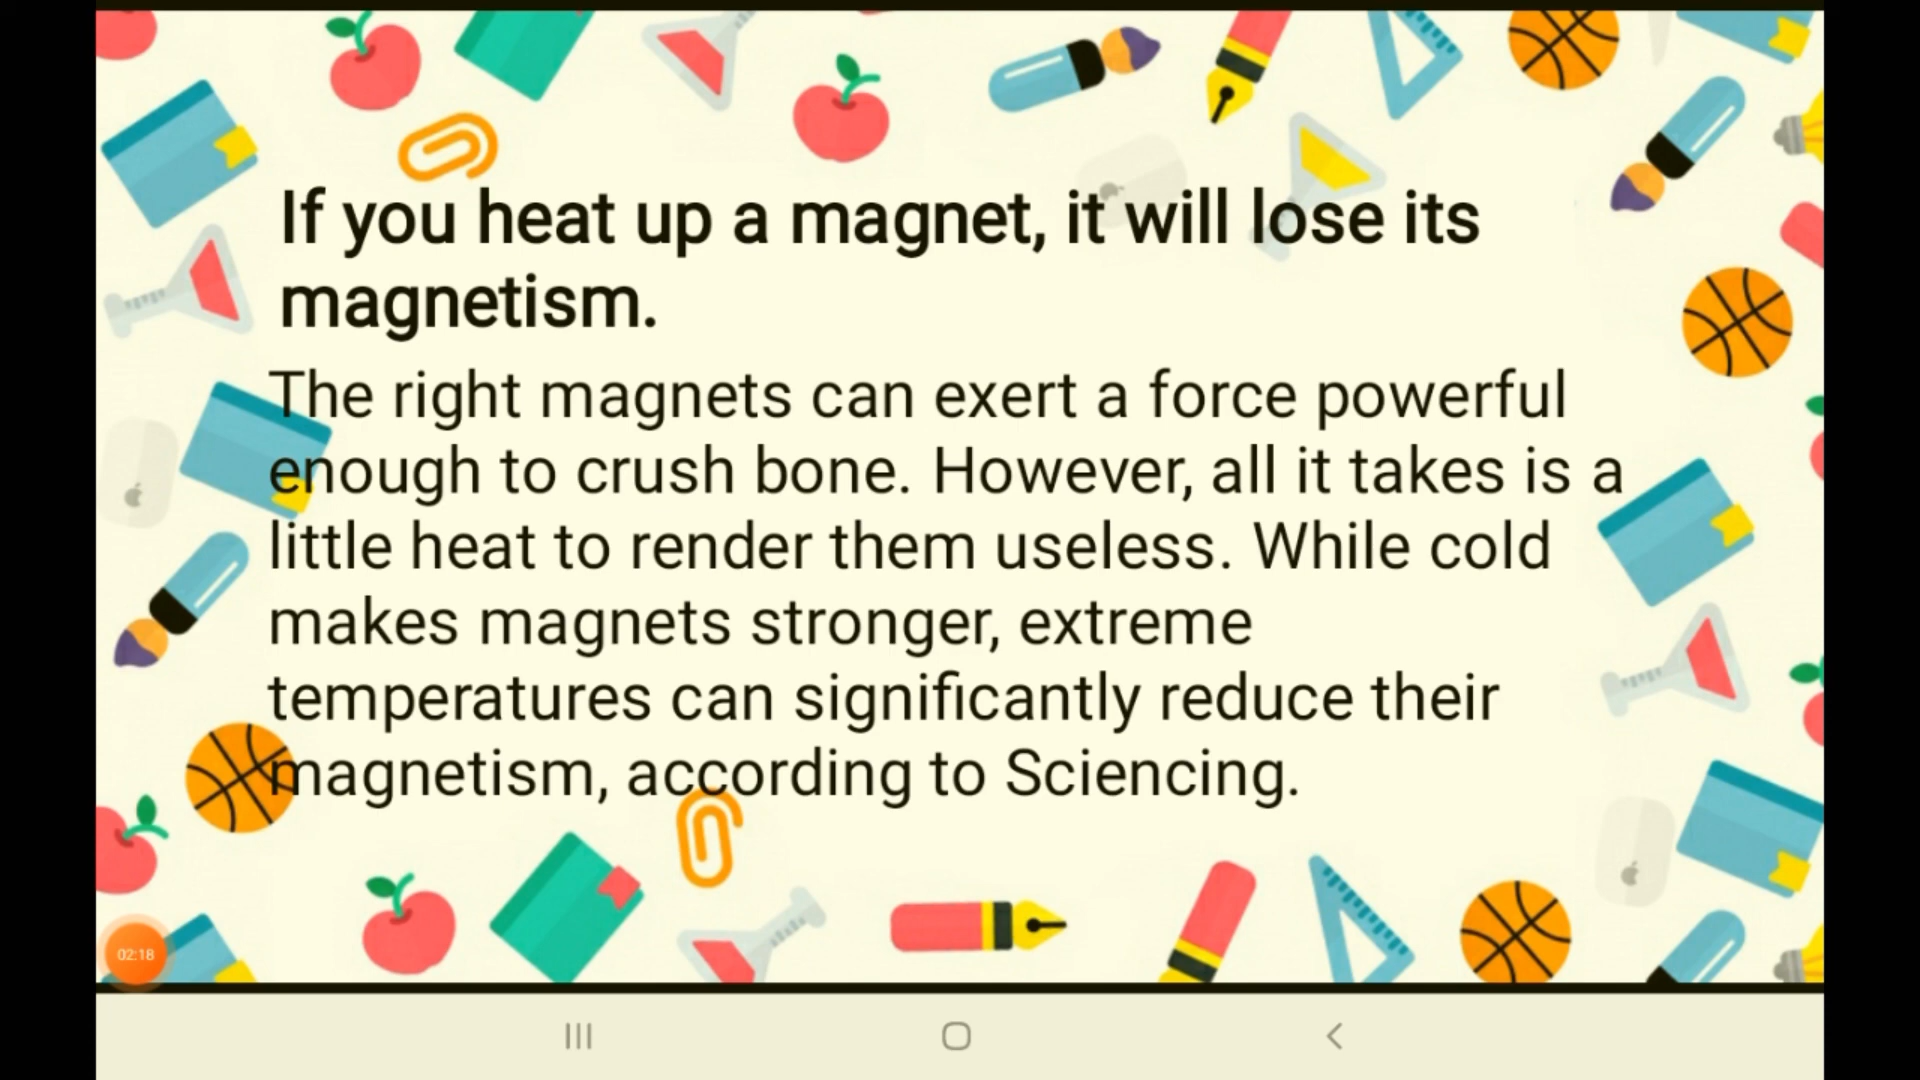 If you heat up a magnet, it will lose its
magnetism.
The right magnets can exert a force powerful
enough to crush bone. However, all it takes is a
little heat to render them useless. While cold
makes magnets stronger, extreme
temperatures can significantly reduce their
magnetism, according to Sciencing.
02:18